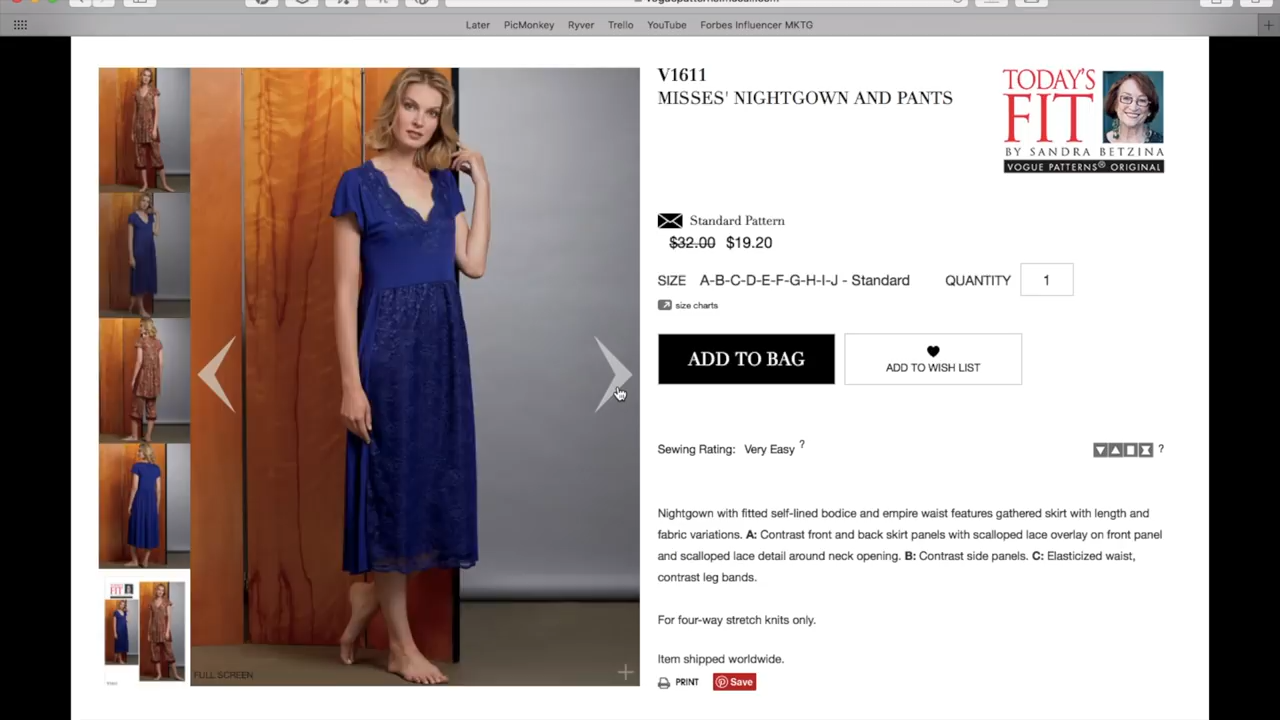 Later PicMonkey Ryver Trello YouTube Forbes Influencer MKTG
V1611
MISSES' NIGHTGOWN AND PANTS
TODAY'S
FIT
BY SANDRA BETZINA
VOGUE PATTERNS® ORIGINAL
Standard Pattern
$32.00 $19.20
SIZE A-B-C-D-E-F-G-H-I-J - Standard QUANTITY 1
size charts
ADD TO BAG
ADD TO WISH LIST
Sewing Rating: Very Easy ?
?
Nightgown with fitted self-lined bodice and empire waist features gathered skirt with length and
fabric variations. A: Contrast front and back skirt panels with scalloped lace overlay on front panel
and scalloped lace detail around neck opening. B: Contrast side panels. C: Elasticized waist,
contrast leg bands.
For four-way stretch knits only.
Item shipped worldwide.
PRINT Save
FULL SCREEN